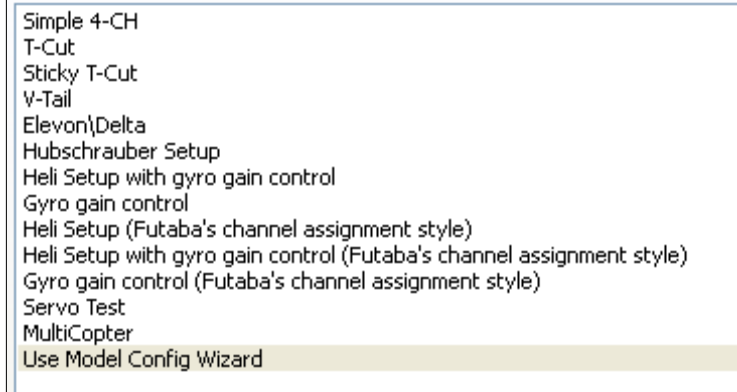 Simple 4-CH
T-Cut
Sticky T-Cut
V-Tail
Elevon\Delta
Hubschrauber Setup
Heli Setup with gyro gain control
Gyro gain control
Heli Setup (Futaba's channel assignment style)
Heli Setup with gyro gain control (Futaba's channel assignment style)
Gyro gain control (Futaba's channel assignment style)
Servo Test
MultiCopter
Use Model Config Wizard